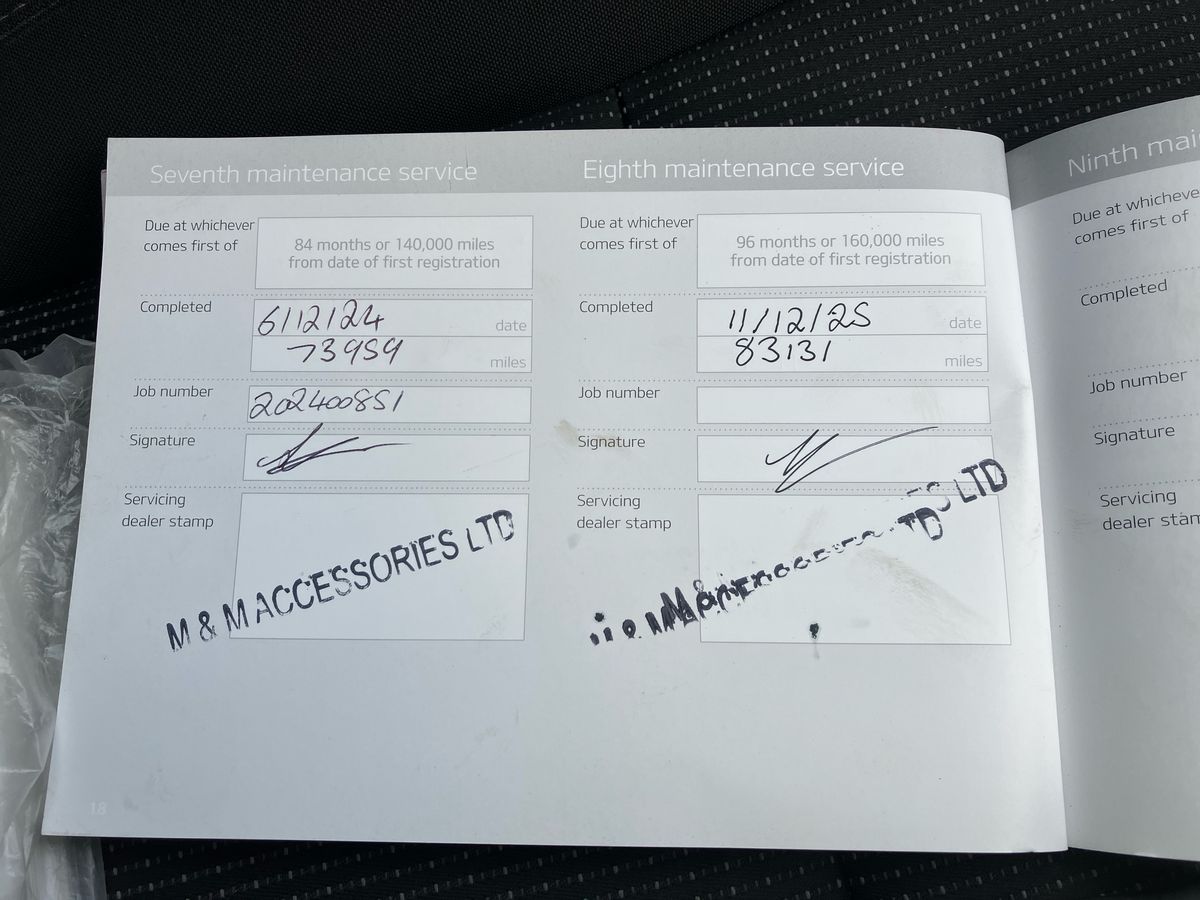 Seventh maintenance service
Due at whichever
comes first of
84 months or 140,000 miles
from date of first registration
Completed
6/12/24
date
73959
miles
Job number
202400851
Signature
Servicing
dealer stamp
M & M ACCESSORIES LTD
18
Eighth maintenance service
Due at whichever
comes first of
96 months or 160,000 miles
from date of first registration
Completed
11/12/25
date
83131
miles
Job number
Signature
Servicing
dealer stamp
LTD
Ninth mai
Due at whicheve
comes first of
Completed
Job number
Signature
Servicing
dealer stam